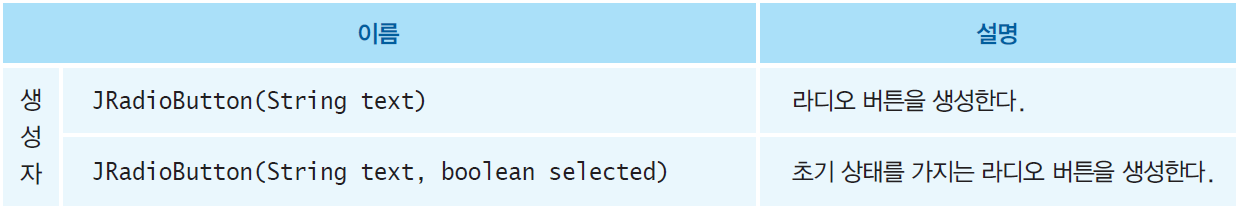 이름 설명
생성자
JRadioButton(String text) 라디오 버튼을 생성한다.
JRadioButton(String text, boolean selected) 초기 상태를 가지는 라디오 버튼을 생성한다.